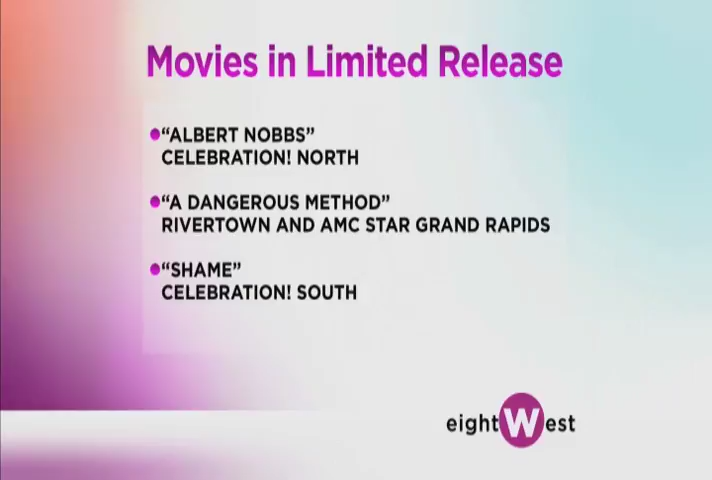 Movies in Limited Release
●“ALBERT NOBBS”
CELEBRATION! NORTH
●“A DANGEROUS METHOD”
RIVERTOWN AND AMC STAR GRAND RAPIDS
●“SHAME”
CELEBRATION! SOUTH
eightWest